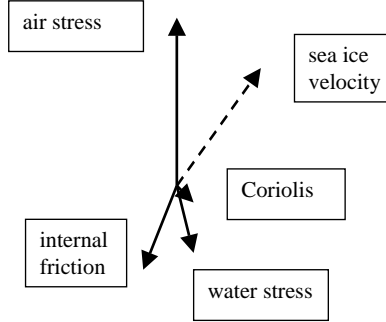 air stress
sea ice
velocity
Coriolis
internal
friction
water stress